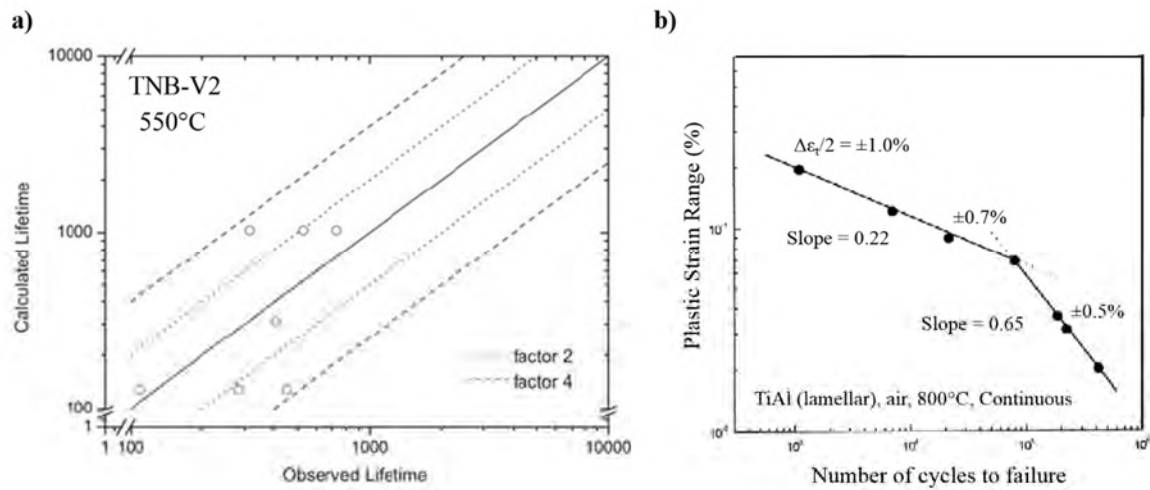 a)
10000
TNB-V2
550°C
1000
Calculated Lifetime
factor 2
factor 4
100
1
1 100 1000 10000
Observed Lifetime
b)
Plastic Strain Range (%)
Δεt/2 = ±1.0%
±0.7%
Slope = 0.22
±0.5%
Slope = 0.65
TiAl (lamellar), air, 800°C, Continuous
Number of cycles to failure